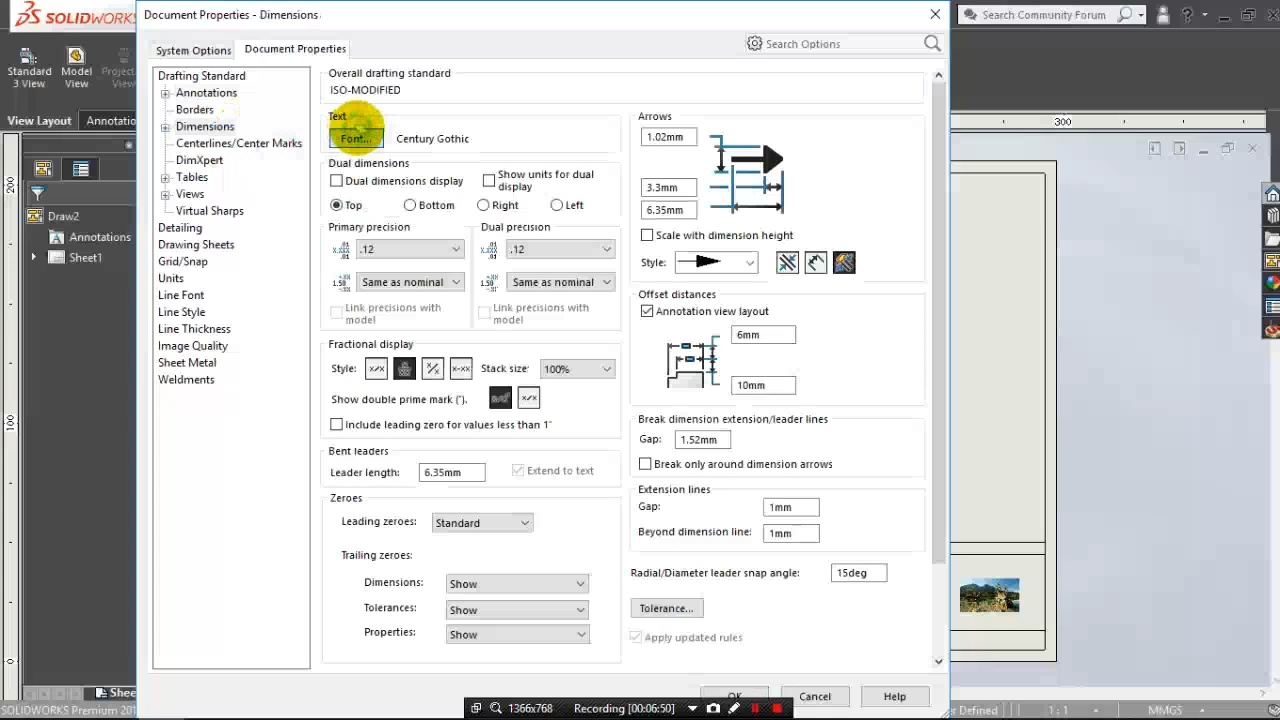 SOLIDWORKS
Document Properties - Dimensions
Search Community Forum
System Options
Document Properties
Search Options
Standard
3 View
Model
View
View Layout
Drafting Standard
Annotations
Borders
Dimensions
Centerlines/Center Marks
DimXpert
Tables
Views
Virtual Sharps
Detailing
Drawing Sheets
Grid/Snap
Units
Line Font
Line Style
Line Thickness
Image Quality
Sheet Metal
Weldments
Draw2
Annotations
Sheet1
200
100
0
300
Overall drafting standard
ISO-MODIFIED
Text
Font...
Century Gothic
Dual dimensions
Dual dimensions display
Show units for dual
display
Top
Bottom
Right
Left
Primary precision
Dual precision
.12
.12
Same as nominal
Same as nominal
Link precisions with
model
Link precisions with
model
Fractional display
Style:
Stack size:
100%
Show double prime mark ("):
Include leading zero for values less than 1"
Bent leaders
Leader length:
6.35mm
Extend to text
Zeroes
Leading zeroes:
Standard
Trailing zeroes:
Dimensions:
Show
Tolerances:
Show
Properties:
Show
Arrows
1.02mm
3.3mm
6.35mm
Scale with dimension height
Style:
Offset distances
Annotation view layout
6mm
10mm
Break dimension extension/leader lines
Gap:
1.52mm
Break only around dimension arrows
Extension lines
Gap:
1mm
Beyond dimension line:
1mm
Radial/Diameter leader snap angle:
15deg
Tolerance...
Apply updated rules
OK
Cancel
Help
1366x768
Recording [00:06:50]
SOLIDWORKS Premium
1 : 1
MMGS